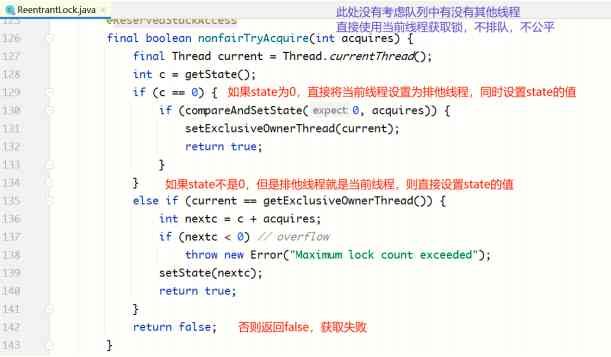 ReentrantLock.java ×
125 @ReservedStackAccess 此处没有考虑队列中有没有其他线程
126 final boolean nonfairTryAcquire(int acquires) { 直接使用当前线程获取锁，不排队，不公平
127 final Thread current = Thread.currentThread();
128 int c = getState();
129 if (c == 0) { 如果state为0，直接将当前线程设置为排他线程，同时设置state的值
130 if (compareAndSetState( expect: 0, acquires)) {
131 setExclusiveOwnerThread(current);
132 return true;
133 }
134 } 如果state不是0，但是排他线程就是当前线程，则直接设置state的值
135 else if (current == getExclusiveOwnerThread()) {
136 int nextc = c + acquires;
137 if (nextc < 0) // overflow
138 throw new Error("Maximum lock count exceeded");
139 setState(nextc);
140 return true;
141 }
142 return false; 否则返回false，获取失败
143 }